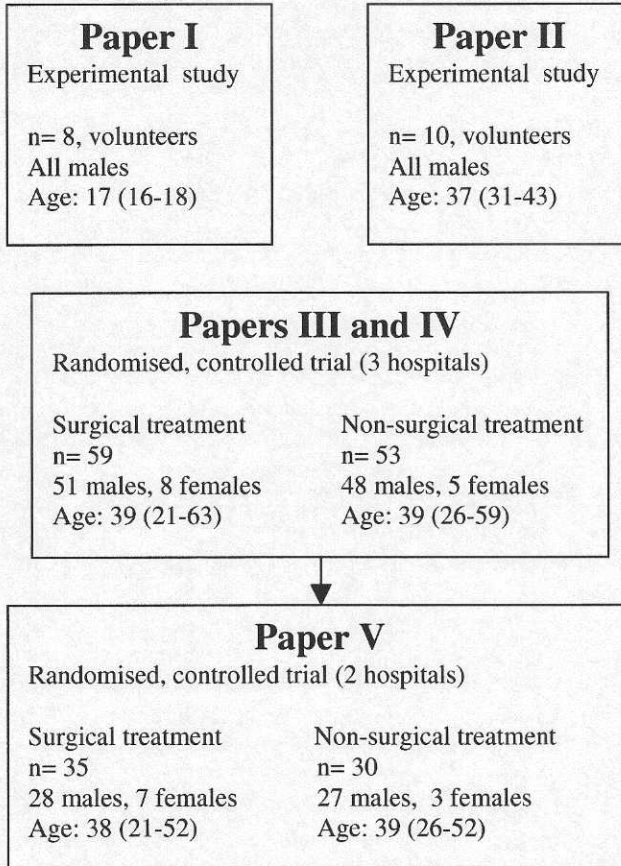 Paper I
Experimental study
n= 8, volunteers
All males
Age: 17 (16-18)
Paper II
Experimental study
n= 10, volunteers
All males
Age: 37 (31-43)
Papers III and IV
Randomised, controlled trial (3 hospitals)
Surgical treatment
n= 59
51 males, 8 females
Age: 39 (21-63)
Non-surgical treatment
n= 53
48 males, 5 females
Age: 39 (26-59)
Paper V
Randomised, controlled trial (2 hospitals)
Surgical treatment
n= 35
28 males, 7 females
Age: 38 (21-52)
Non-surgical treatment
n= 30
27 males, 3 females
Age: 39 (26-52)